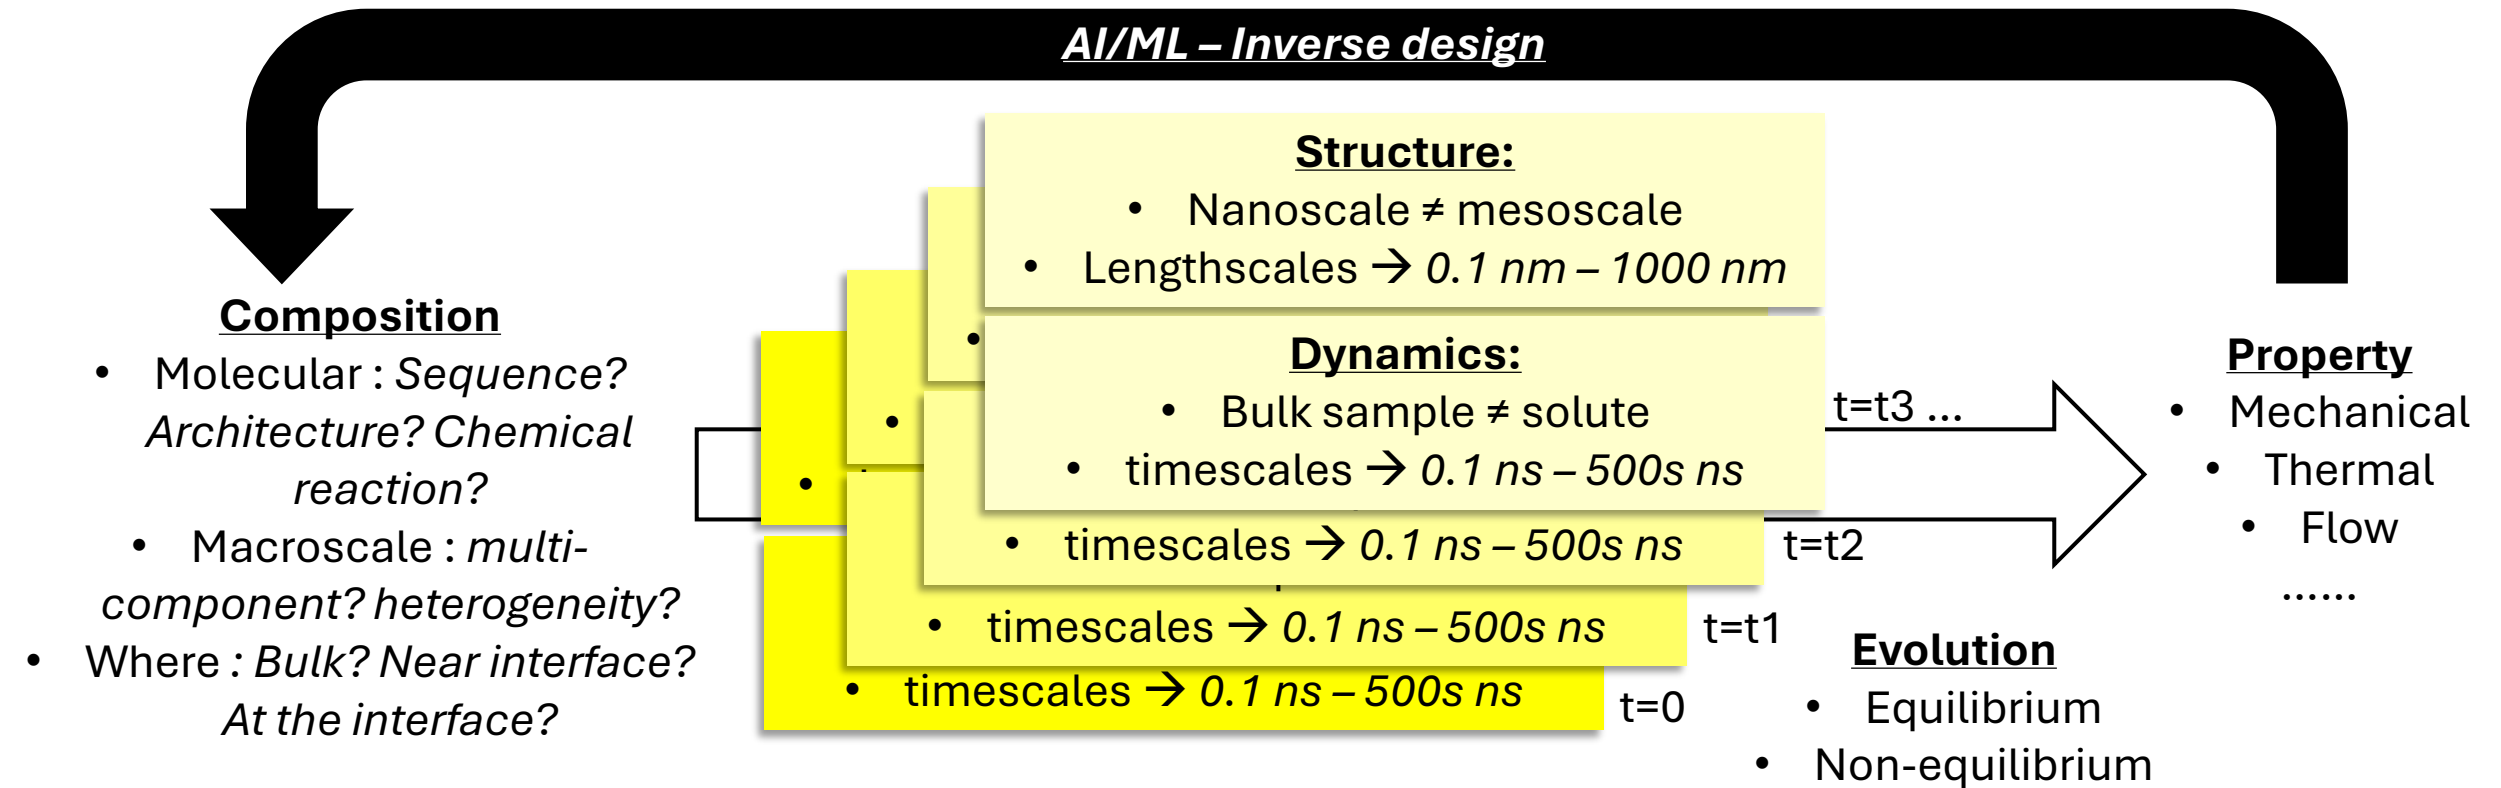 AI/ML – Inverse design
Composition
• Molecular : Sequence?
Architecture? Chemical
reaction?
• Macroscale : multi-
component? heterogeneity?
• Where : Bulk? Near interface?
At the interface?
Structure:
• Nanoscale ≠ mesoscale
• Lengthscales → 0.1 nm – 1000 nm
Dynamics:
• Bulk sample ≠ solute
• timescales → 0.1 ns – 500s ns
t=t3 ...
• timescales → 0.1 ns – 500s ns
t=t2
• timescales → 0.1 ns – 500s ns
t=t1
• timescales → 0.1 ns – 500s ns
t=0
Property
• Mechanical
• Thermal
• Flow
......
Evolution
• Equilibrium
• Non-equilibrium